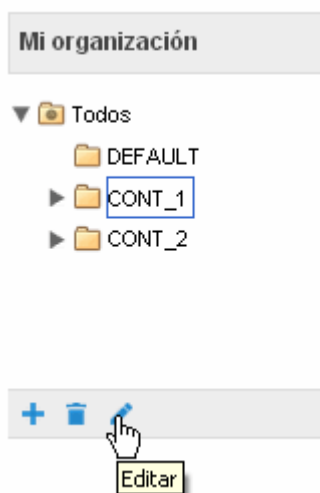 Mi organización
Todos
DEFAULT
CONT_1
CONT_2
Editar